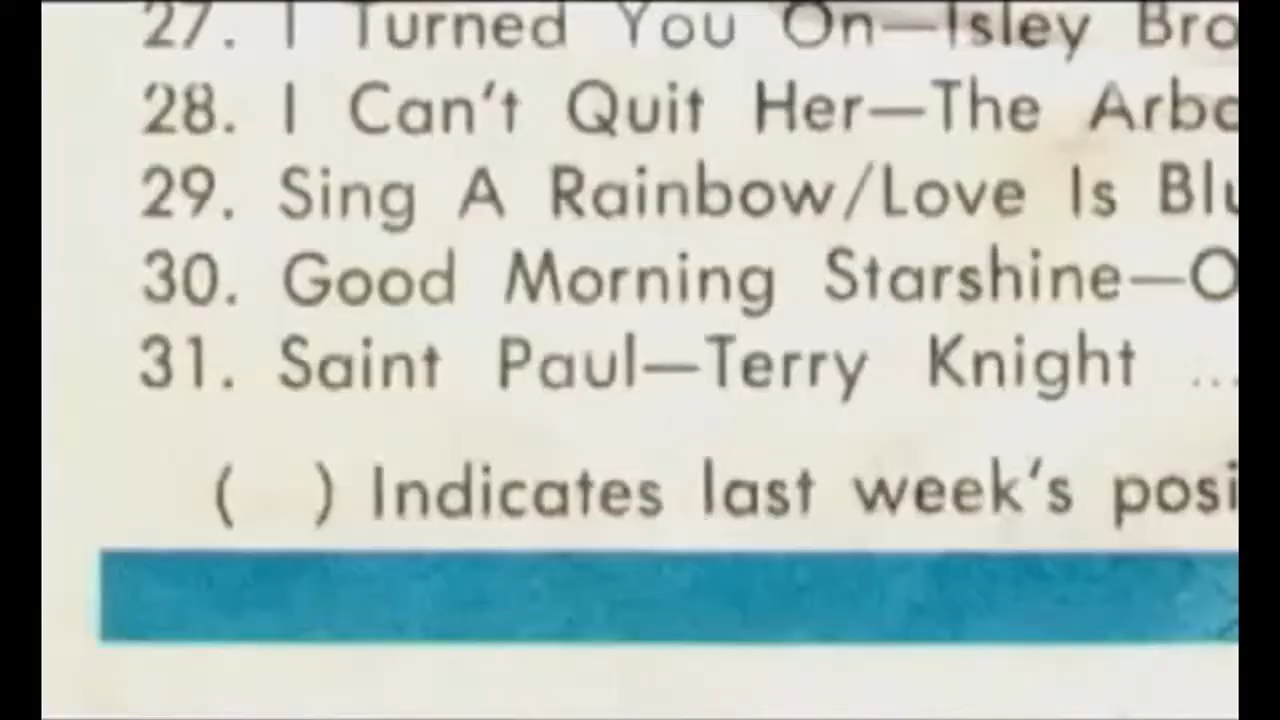 27. I Turned You On—Isley Bro
28. I Can't Quit Her—The Arbo
29. Sing A Rainbow/Love Is Blu
30. Good Morning Starshine—O
31. Saint Paul—Terry Knight ...
( ) Indicates last week's posi